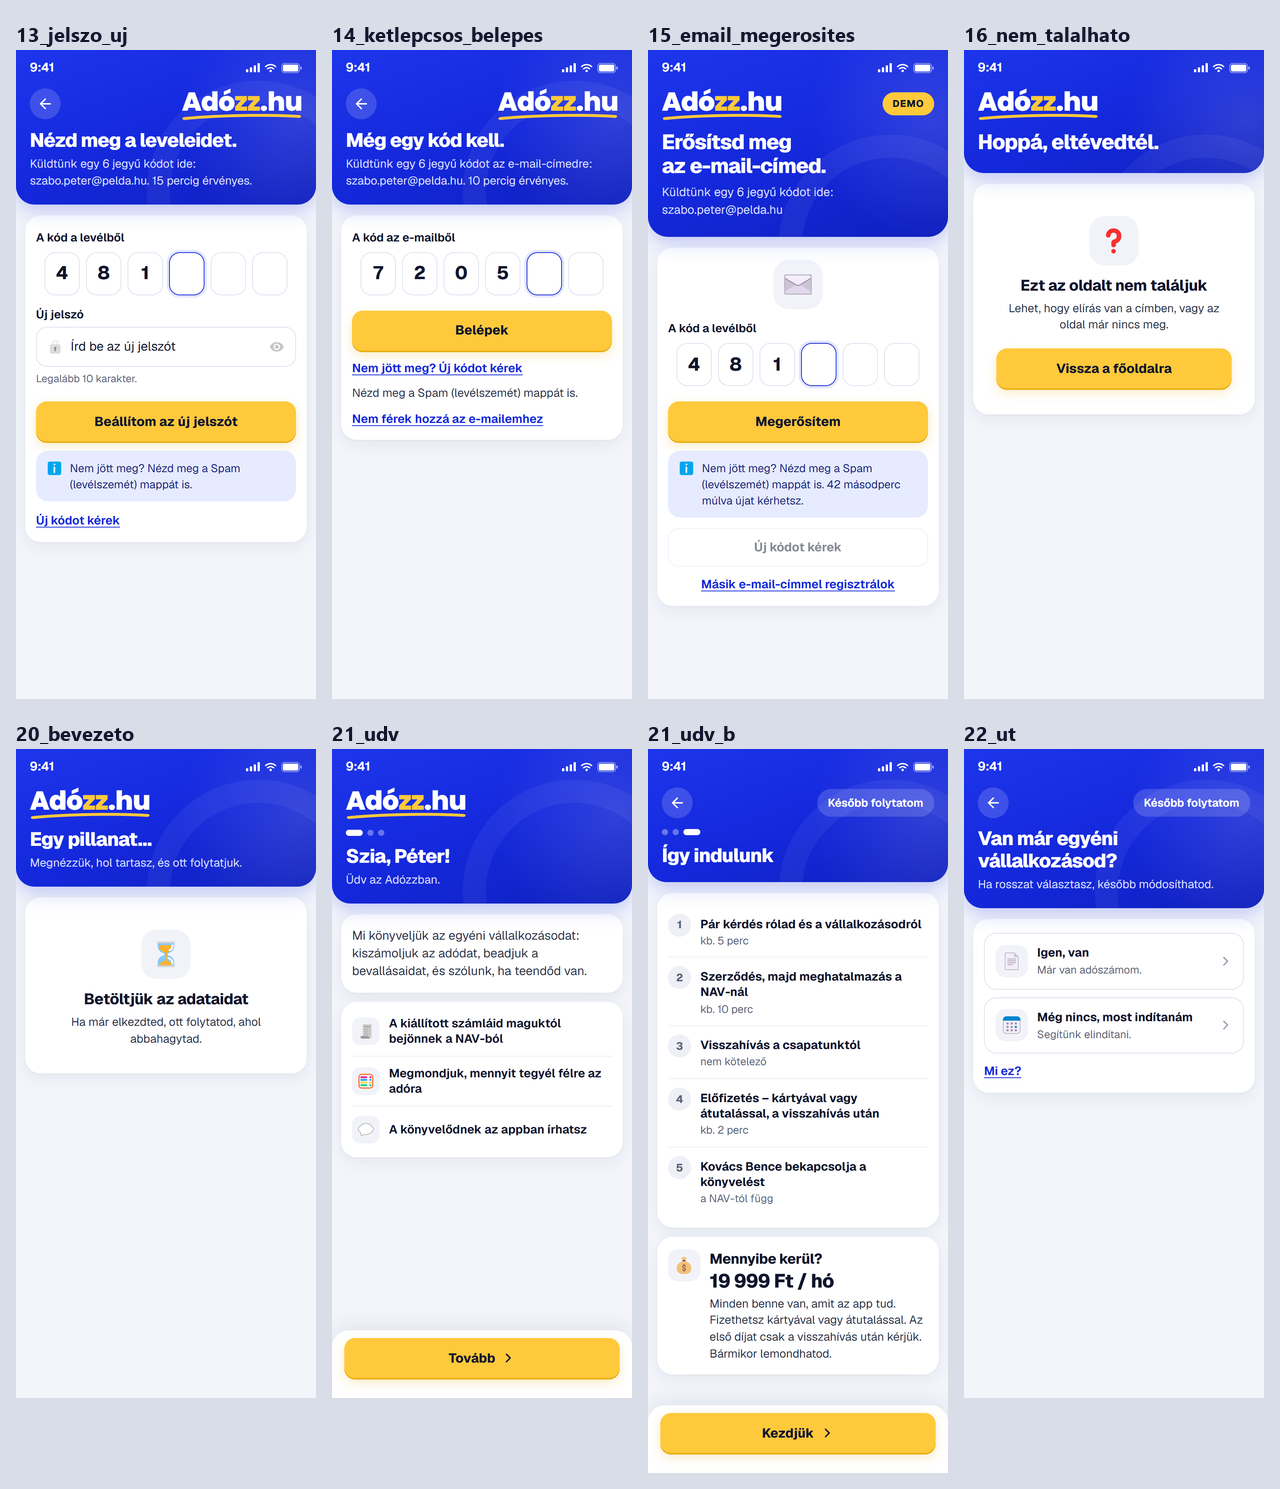 13_jelszo_uj
9:41
Adózz.hu
Nézd meg a leveleidet.
Küldtünk egy 6 jegyű kódot ide:
szabo.peter@pelda.hu. 15 percig érvényes.
A kód a levélből
4 8 1
Új jelszó
Írd be az új jelszót
Legalább 10 karakter.
Beállítom az új jelszót
Nem jött meg? Nézd meg a Spam
(levélszemét) mappát is.
Új kódot kérek
14_ketlepcsos_belepes
9:41
Adózz.hu
Még egy kód kell.
Küldtünk egy 6 jegyű kódot az e-mail-címedre:
szabo.peter@pelda.hu. 10 percig érvényes.
A kód az e-mailből
7 2 0 5
Belépek
Nem jött meg? Új kódot kérek
Nézd meg a Spam (levélszemét) mappát is.
Nem férek hozzá az e-mailemhez
15_email_megerosites
9:41
Adózz.hu
DEMO
Erősítsd meg
az e-mail-címed.
Küldtünk egy 6 jegyű kódot ide:
szabo.peter@pelda.hu
A kód a levélből
4 8 1
Megerősítem
Nem jött meg? Nézd meg a Spam
(levélszemét) mappát is. 42 másodperc
múlva újat kérhetsz.
Új kódot kérek
Másik e-mail-címmel regisztrálok
16_nem_talalhato
9:41
Adózz.hu
Hoppá, eltévedtél.
Ezt az oldalt nem találjuk
Lehet, hogy elírás van a címben, vagy az
oldal már nincs meg.
Vissza a főoldalra
20_bevezeto
9:41
Adózz.hu
Egy pillanat...
Megnézzük, hol tartasz, és ott folytatjuk.
Betöltjük az adataidat
Ha már elkezdted, ott folytatod, ahol
abbahagytad.
21_udv
9:41
Adózz.hu
Szia, Péter!
Üdv az Adózzban.
Mi könyveljük az egyéni vállalkozásodat:
kiszámoljuk az adódat, beadjuk a
bevallásaidat, és szólunk, ha teendőd van.
A kiállított számláid maguktól
bejönnek a NAV-ból
Megmondjuk, mennyit tegyél félre az
adóra
A könyvelődnek az appban írhatsz
Tovább
21_udv_b
9:41
Később folytatom
Így indulunk
1 Pár kérdés rólad és a vállalkozásodról
kb. 5 perc
2 Szerződés, majd meghatalmazás a
NAV-nál
kb. 10 perc
3 Visszahívás a csapatunktól
nem kötelező
4 Előfizetés – kártyával vagy
átutalással, a visszahívás után
kb. 2 perc
5 Kovács Bence bekapcsolja a
könyvelést
a NAV-tól függ
Mennyibe kerül?
19 999 Ft / hó
Minden benne van, amit az app tud.
Fizethetsz kártyával vagy átutalással. Az
első díjat csak a visszahívás után kérjük.
Bármikor lemondhatod.
Kezdjük
22_ut
9:41
Később folytatom
Van már egyéni
vállalkozásod?
Ha rosszat választasz, később módosíthatod.
Igen, van
Már van adószámom.
Még nincs, most indítanám
Segítünk elindítani.
Mi ez?